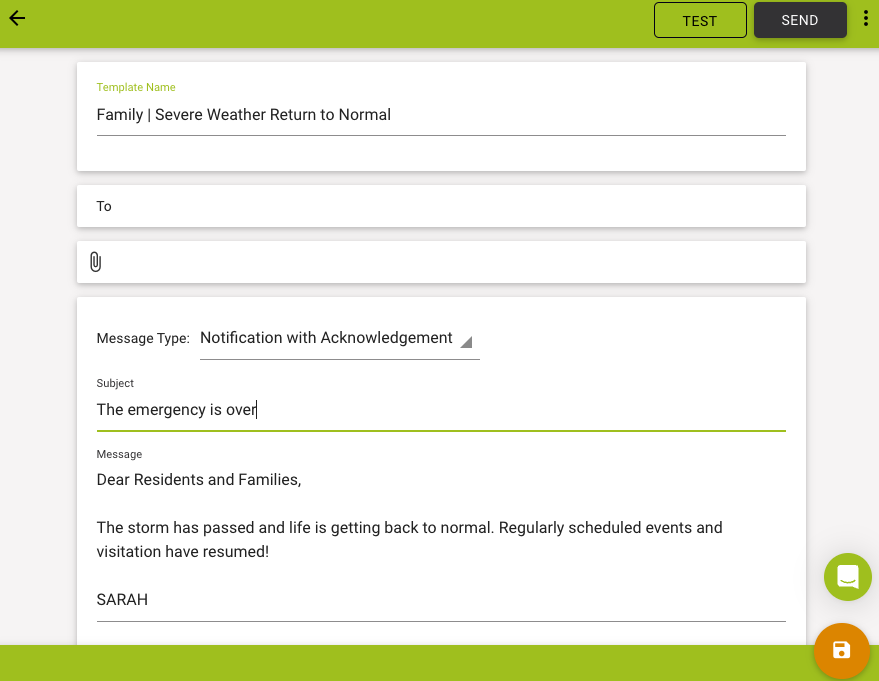 TEST SEND
Template Name
Family | Severe Weather Return to Normal
To
Message Type: Notification with Acknowledgement
Subject
The emergency is over
Message
Dear Residents and Families,
The storm has passed and life is getting back to normal. Regularly scheduled events and
visitation have resumed!
SARAH